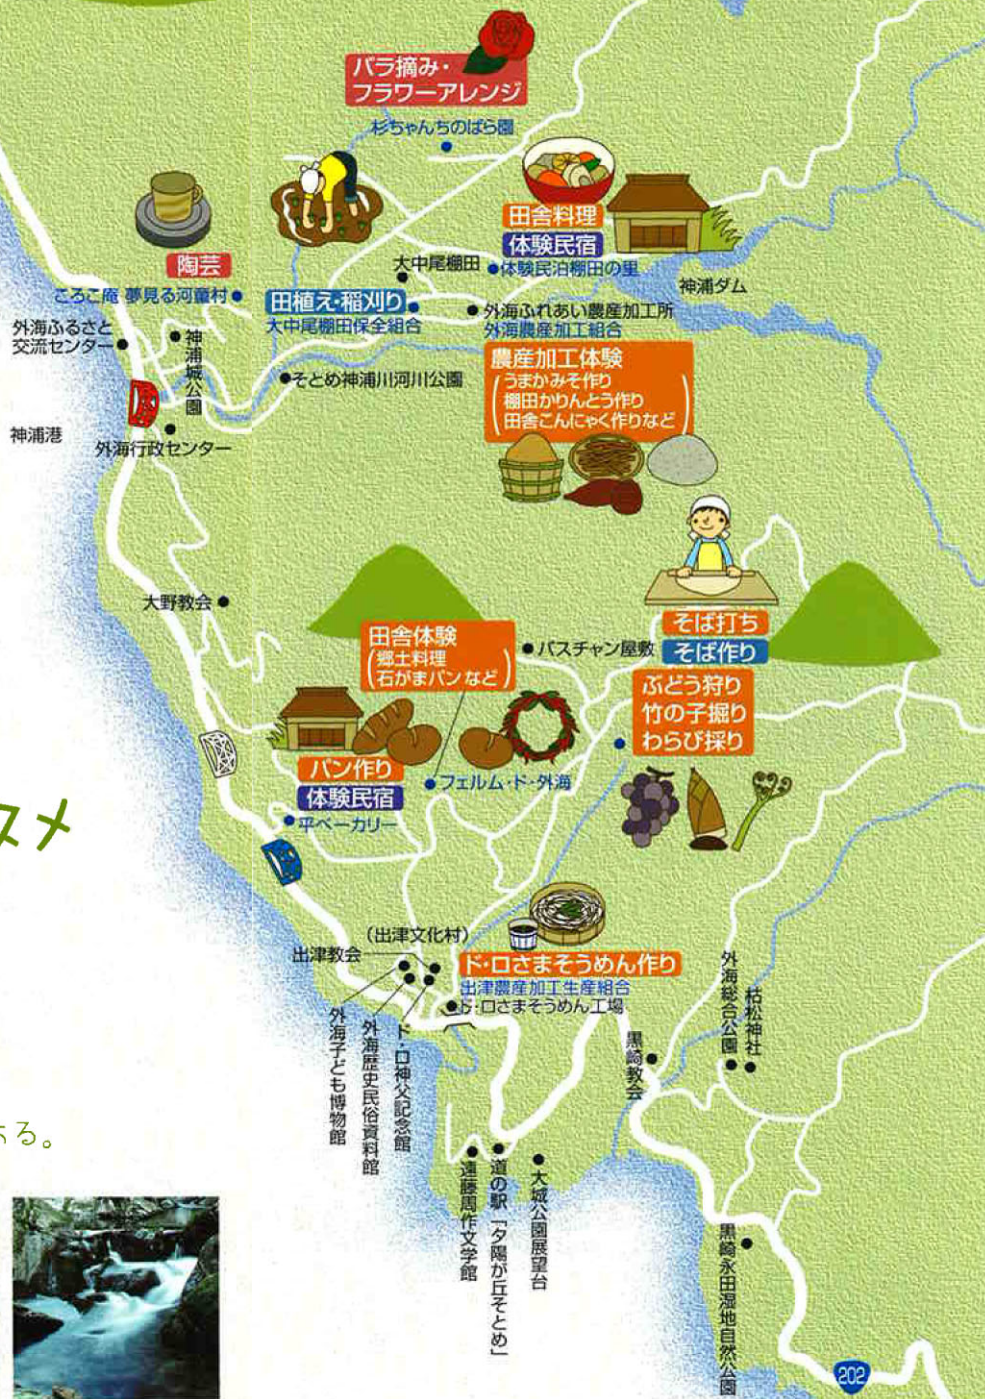 バラ摘み・
フラワーアレンジ
杉ちゃんちのばら園
田舎料理
体験民宿
体験民泊棚田の里
大中尾棚田
神浦ダム
陶芸
ころころ庵 夢見る河童村
田植え・稲刈り
大中尾棚田保全組合
外海ふれあい農産加工所
外海農産加工組合
外海ふるさと
交流センター
神浦城公園
そとめ神浦川河川公園
農産加工体験
うまかみそ作り
棚田かりんとう作り
田舎こんにゃく作りなど
神浦港
外海行政センター
大野教会
田舎体験
(郷土料理
石がまパンなど)
バスチャン屋敷
そば打ち
そば作り
ぶどう狩り
竹の子掘り
わらび採り
パン作り
体験民宿
平ベーカリー
フェルム・ド・外海
スメ
(出津文化村)
出津教会
ド・ロさまそうめん作り
出津農産加工生産組合
ド・ロさまそうめん工場
外海子ども博物館
外海歴史民俗資料館
ド・ロ神父記念館
黒崎教会
外海総合公園
枯松神社
遠藤周作文学館
道の駅「夕陽が丘そとめ」
大城公園展望台
黒崎永田湿地自然公園
る。
202